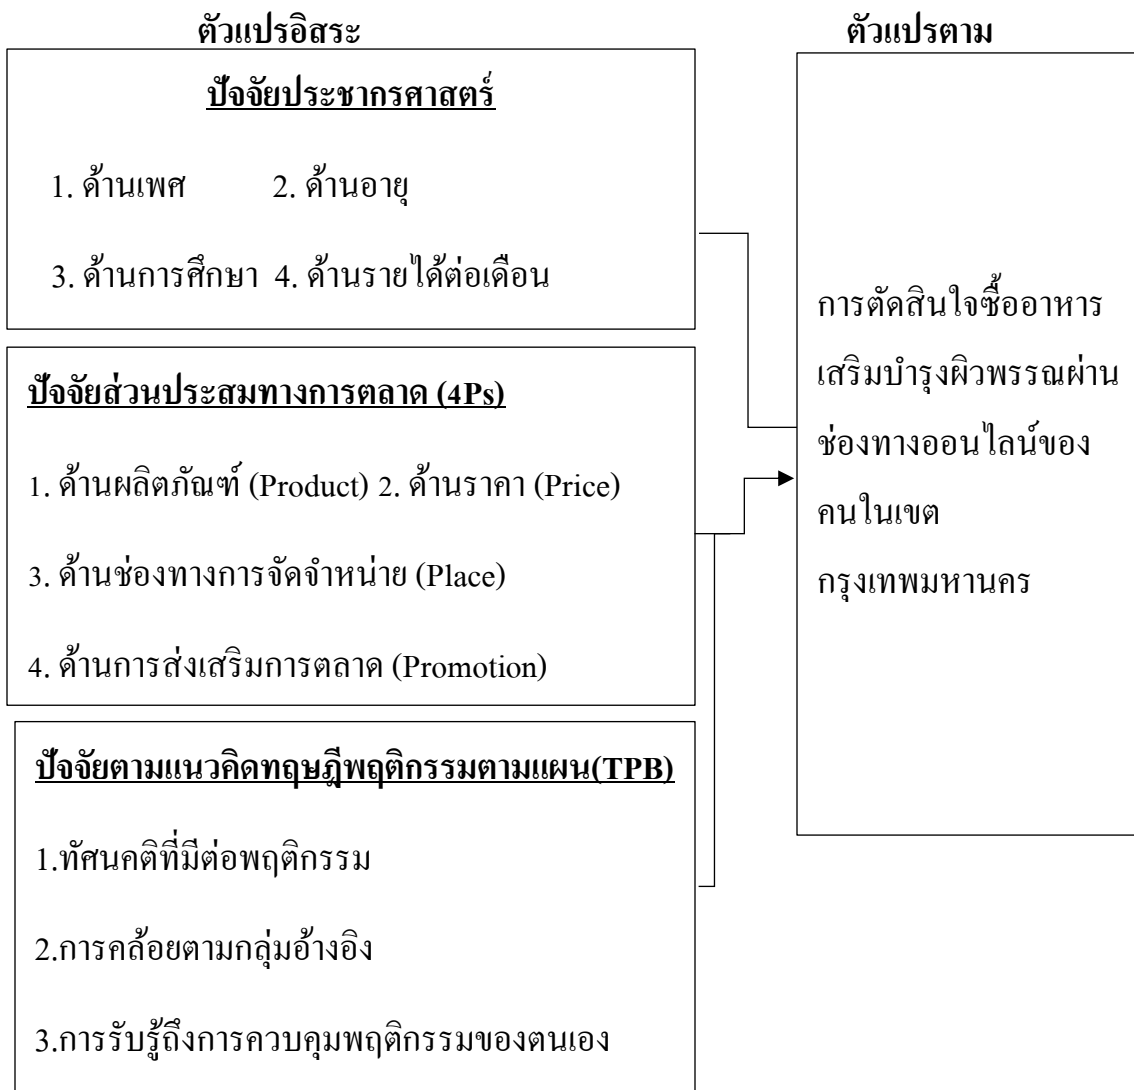 ตัวแปรอิสระ
ปัจจัยประชากรศาสตร์
1. ด้านเพศ 2. ด้านอายุ
3. ด้านการศึกษา 4. ด้านรายได้ต่อเดือน
ปัจจัยส่วนประสมทางการตลาด (4Ps)
1. ด้านผลิตภัณฑ์ (Product) 2. ด้านราคา (Price)
3. ด้านช่องทางการจัดจำหน่าย (Place)
4. ด้านการส่งเสริมการตลาด (Promotion)
ปัจจัยตามแนวคิดทฤษฎีพฤติกรรมตามแผน(TPB)
1.ทัศนคติที่มีต่อพฤติกรรม
2.การคล้อยตามกลุ่มอ้างอิง
3.การรับรู้ถึงการควบคุมพฤติกรรมของตนเอง
ตัวแปรตาม
การตัดสินใจซื้ออาหาร
เสริมบำรุงผิวพรรณผ่าน
ช่องทางออนไลน์ของ
คนในเขต
กรุงเทพมหานคร